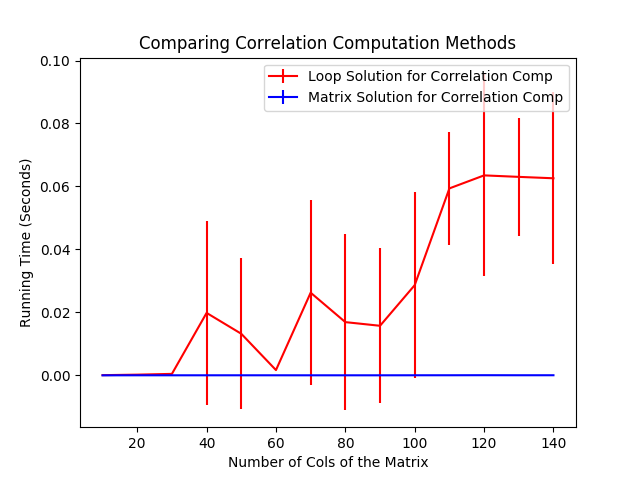 Comparing Correlation Computation Methods
Loop Solution for Correlation Comp
Matrix Solution for Correlation Comp
0.10
0.08
0.06
0.04
0.02
0.00
Running Time (Seconds)
20 40 60 80 100 120 140
Number of Cols of the Matrix